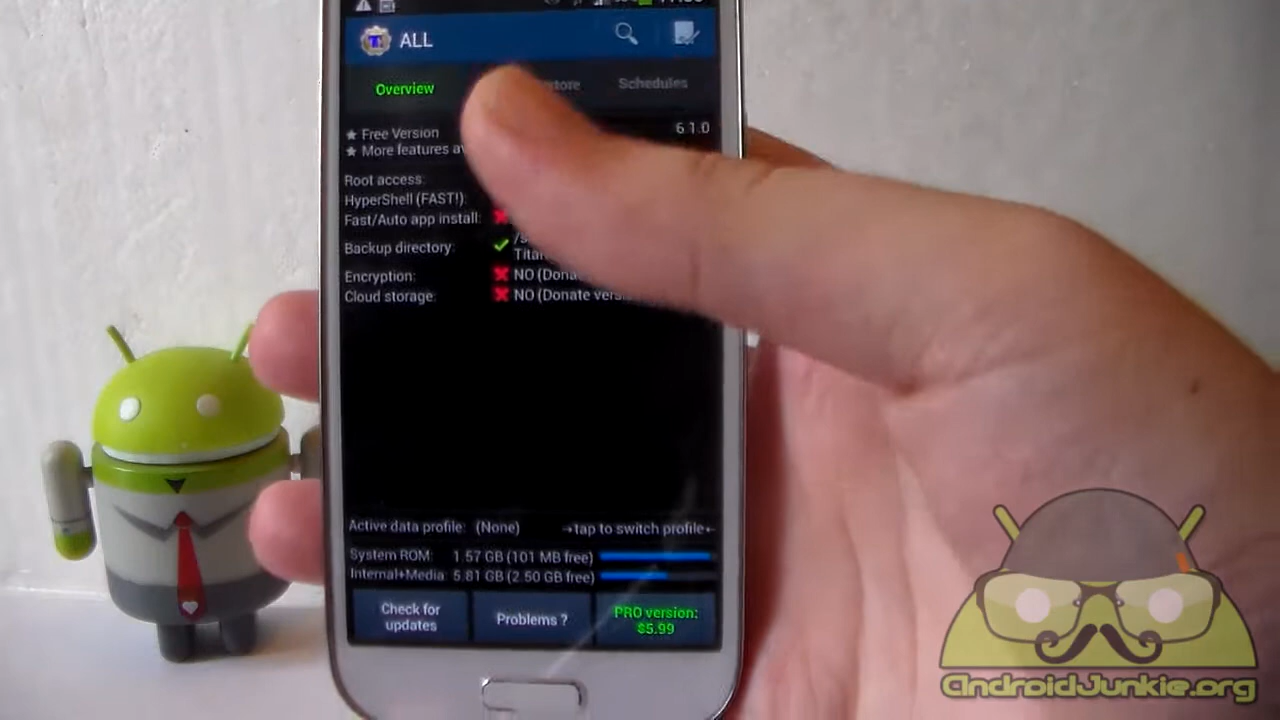 ALL
Overview
Schedules
★ Free Version
6.1.0
★ More features
Root access:
HyperShell (FAST!):
Fast/Auto app install:
Backup directory:
Encryption: NO
Cloud storage: NO (Donate
Active data profile: (None) →tap to switch profile←
System ROM: 1.57 GB (101 MB free)
Internal+Media: 5.81 GB (2.50 GB free)
Check for
updates
Problems ?
PRO version:
$5.99
AndroidJunkie.org